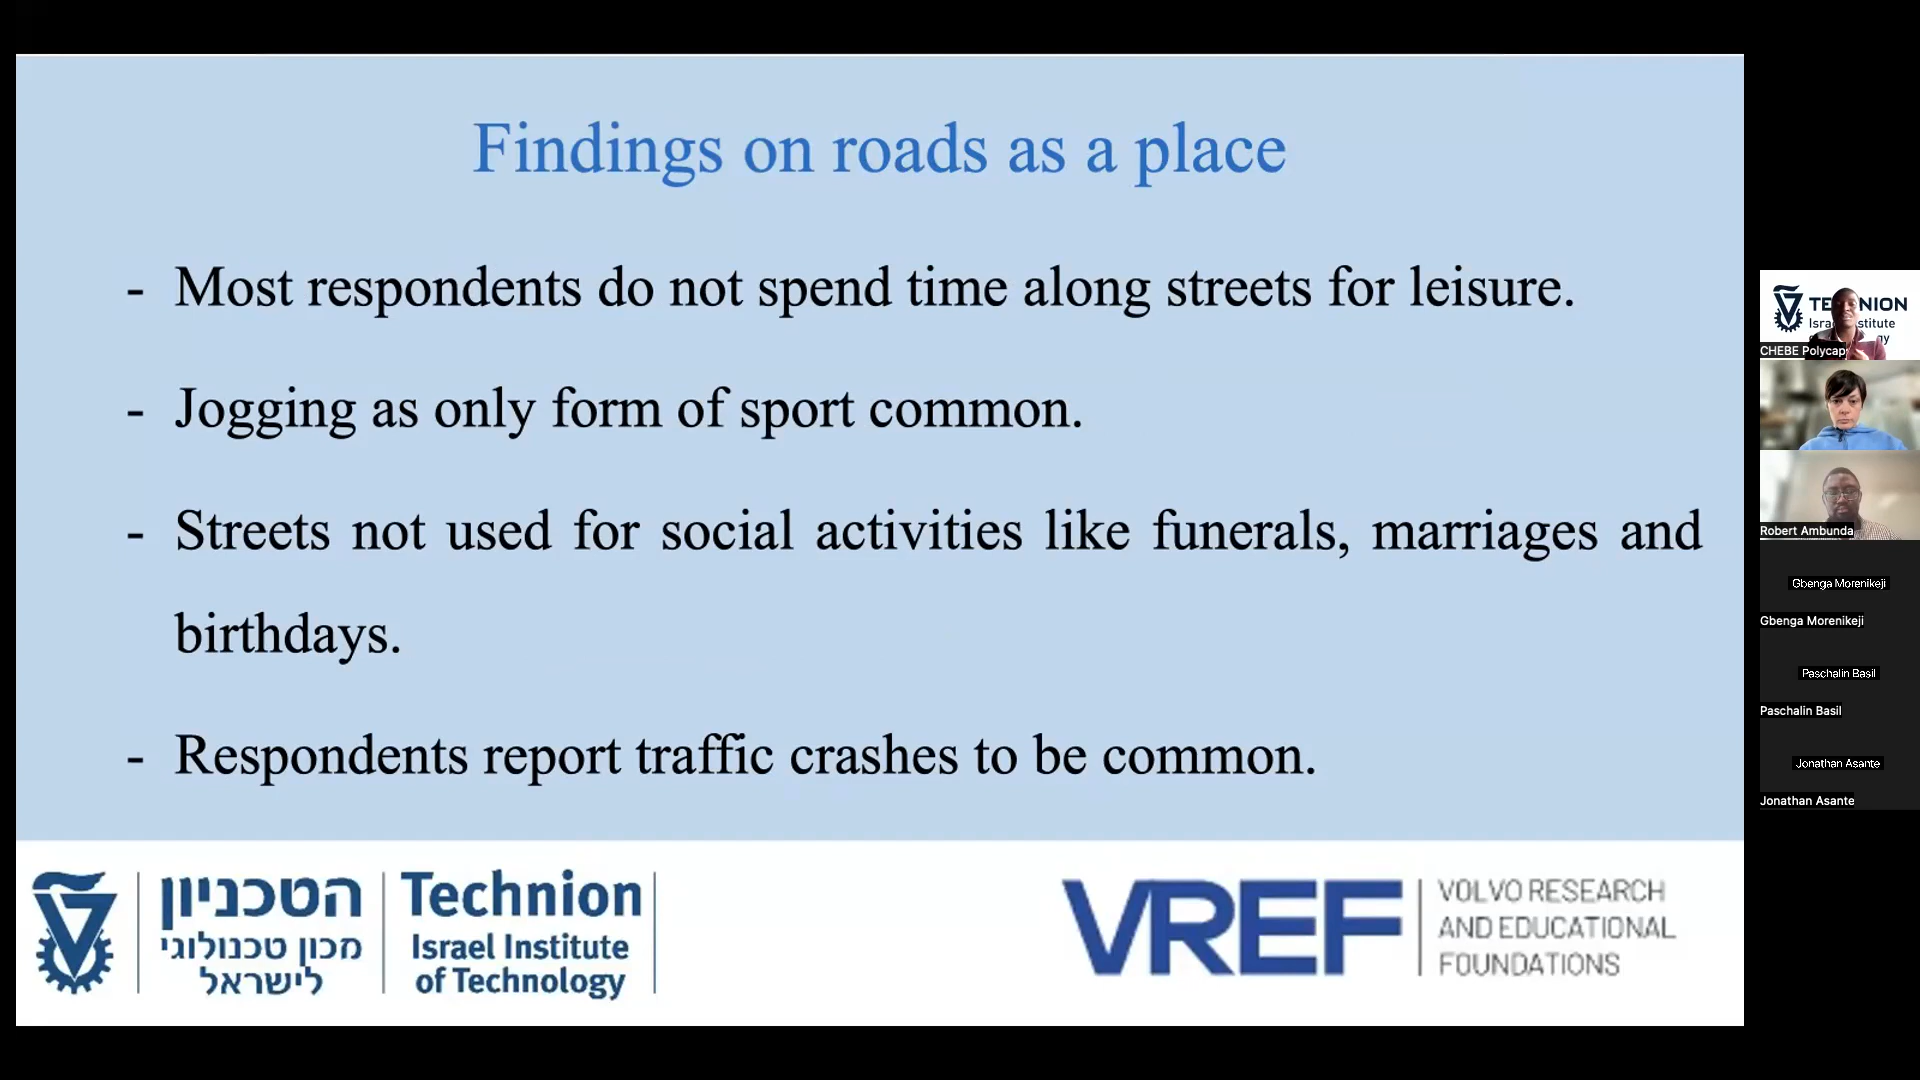 Findings on roads as a place
- Most respondents do not spend time along streets for leisure.
- Jogging as only form of sport common.
- Streets not used for social activities like funerals, marriages and
birthdays.
- Respondents report traffic crashes to be common.
הטכניון
מכון טכנולוגי
לישראל
Technion
Israel Institute
of Technology
VREF
VOLVO RESEARCH
AND EDUCATIONAL
FOUNDATIONS
CHEBE Polycap
Robert Ambunda
Gbenga Morenikeji
Gbenga Morenikeji
Paschalin Basil
Paschalin Basil
Jonathan Asante
Jonathan Asante